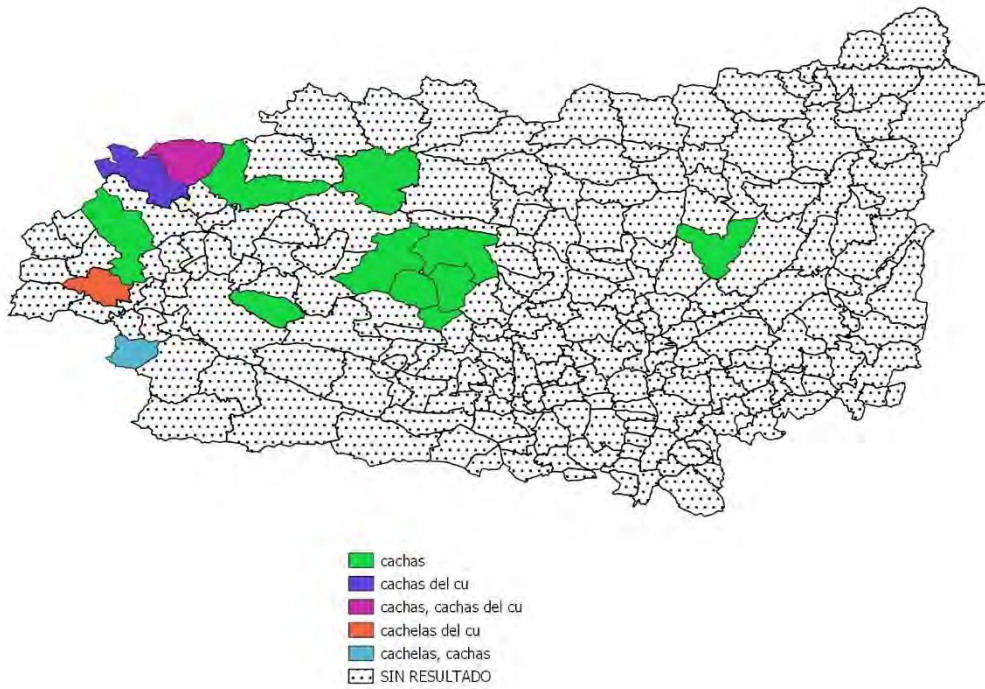 cachas
cachas del cu
cachas, cachas del cu
cachelas del cu
cachelas, cachas
SIN RESULTADO